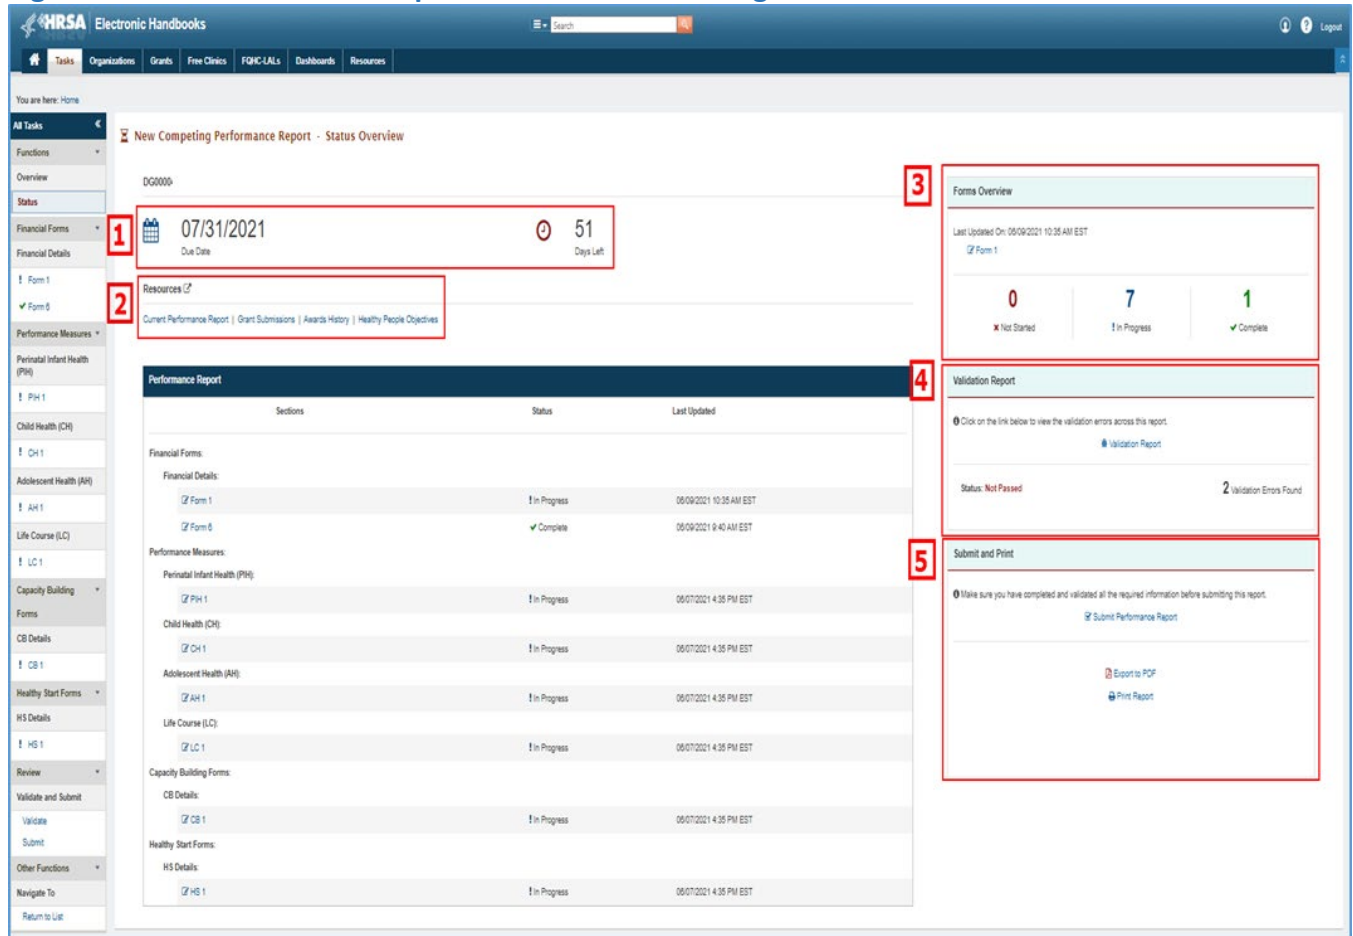 HRSA Electronic Handbooks
Search
Logout
Tasks Organizations Grants Free Clinics FQHC-LALs Dashboards Resources
You are here: Home
All Tasks
Functions
Overview
Status
Financial Forms
Financial Details
! Form 1
✔ Form 6
Performance Measures
Perinatal Infant Health
(PIH)
! PIH 1
Child Health (CH)
! CH 1
Adolescent Health (AH)
! AH 1
Life Course (LC)
! LC 1
Capacity Building
Forms
CB Details
! CB 1
Healthy Start Forms
HS Details
! HS 1
Review
Validate and Submit
Validate
Submit
Other Functions
Navigate To
Return to List
New Competing Performance Report - Status Overview
DG0000-
1
07/31/2021
Due Date
51
Days Left
2
Resources
Current Performance Report | Grant Submissions | Awards History | Healthy People Objectives
Performance Report
Sections Status Last Updated
Financial Forms:
Financial Details:
Form 1 ! In Progress 06/09/2021 10:35 AM EST
Form 6 ✔ Complete 06/09/2021 9:40 AM EST
Performance Measures:
Perinatal Infant Health (PIH):
PIH 1 ! In Progress 06/07/2021 4:35 PM EST
Child Health (CH):
CH 1 ! In Progress 06/07/2021 4:35 PM EST
Adolescent Health (AH):
AH 1 ! In Progress 06/07/2021 4:35 PM EST
Life Course (LC):
LC 1 ! In Progress 06/07/2021 4:35 PM EST
Capacity Building Forms:
CB Details:
CB 1 ! In Progress 06/07/2021 4:35 PM EST
Healthy Start Forms:
HS Details:
HS 1 ! In Progress 06/07/2021 4:35 PM EST
3
Forms Overview
Last Updated On: 06/09/2021 10:35 AM EST
Form 1
0 7 1
✖ Not Started ! In Progress ✔ Complete
4
Validation Report
Click on the link below to view the validation errors across this report.
Validation Report
Status: Not Passed 2 Validation Errors Found
5
Submit and Print
Make sure you have completed and validated all the required information before submitting this report.
Submit Performance Report
Export to PDF
Print Report